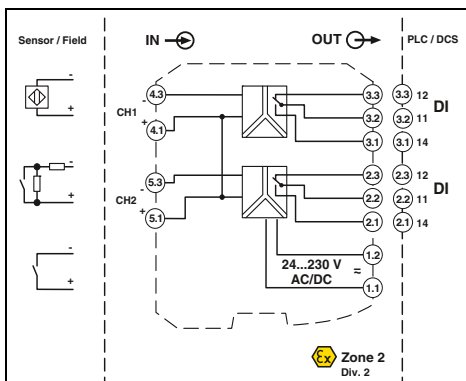 Sensor / Field
IN
OUT
PLC / DCS
-
+
-
+
-
+
CH1
-
4.3
+
4.1
CH2
5.3
-
+
5.1
3.3
3.2
3.1
2.3
2.2
2.1
1.2
1.1
3.3 12
3.2 11
3.1 14
DI
2.3 12
2.2 11
2.1 14
DI
24...230 V
AC/DC
≈
Ex Zone 2
Div. 2